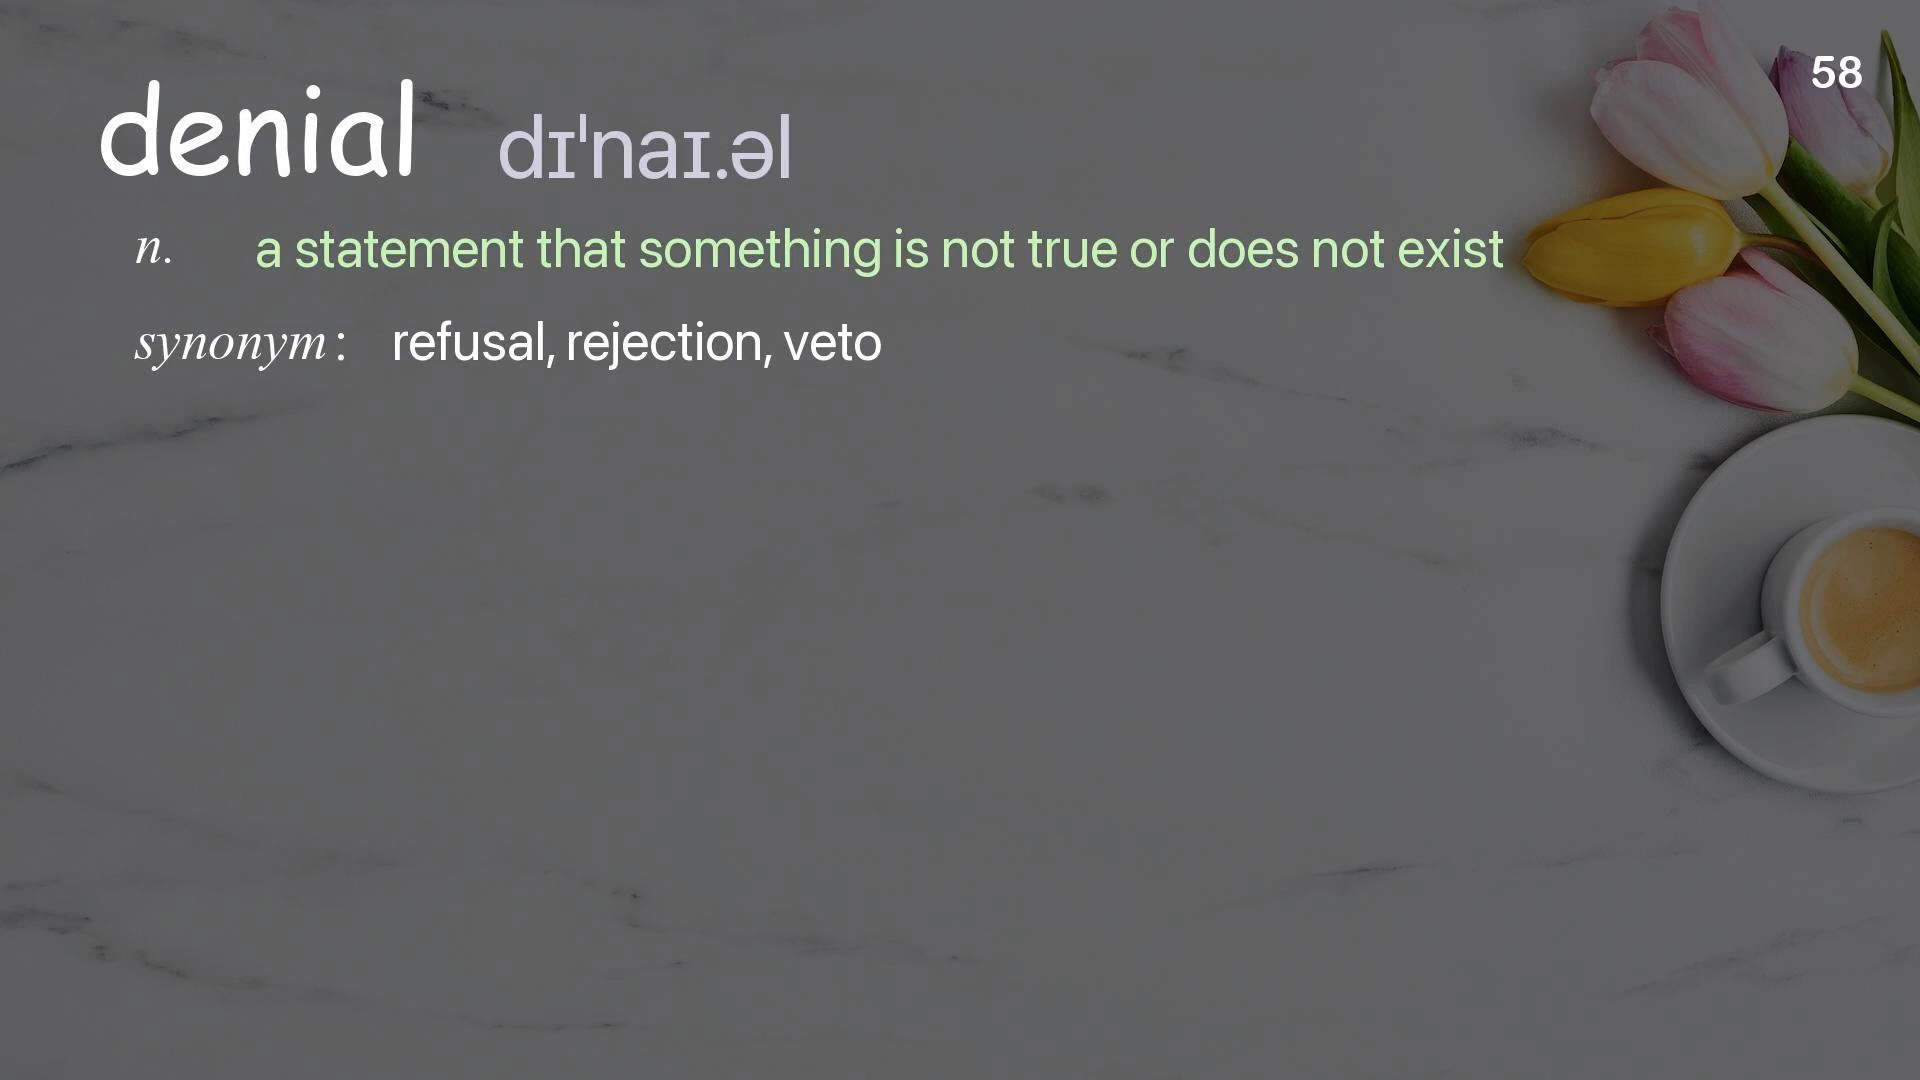 58
denial dɪˈnaɪ.əl
n. a statement that something is not true or does not exist
synonym: refusal, rejection, veto